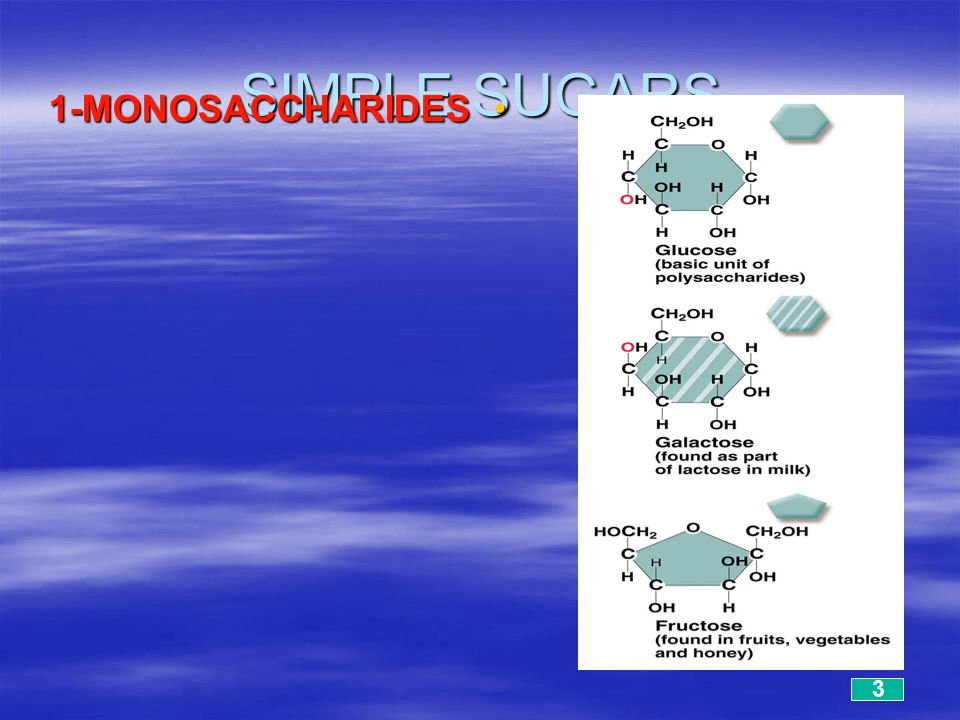 SIMPLE SUGARS
1-MONOSACCHARIDES •
CH2OH
C O
H H H
C C
OH OH H OH
C C
H OH
Glucose
(basic unit of
polysaccharides)
CH2OH
C O
OH H H
C C
H OH H OH
C C
H OH
Galactose
(found as part
of lactose in milk)
HOCH2 O CH2OH
C C
H H OH OH
C C
OH H
Fructose
(found in fruits, vegetables
and honey)
3